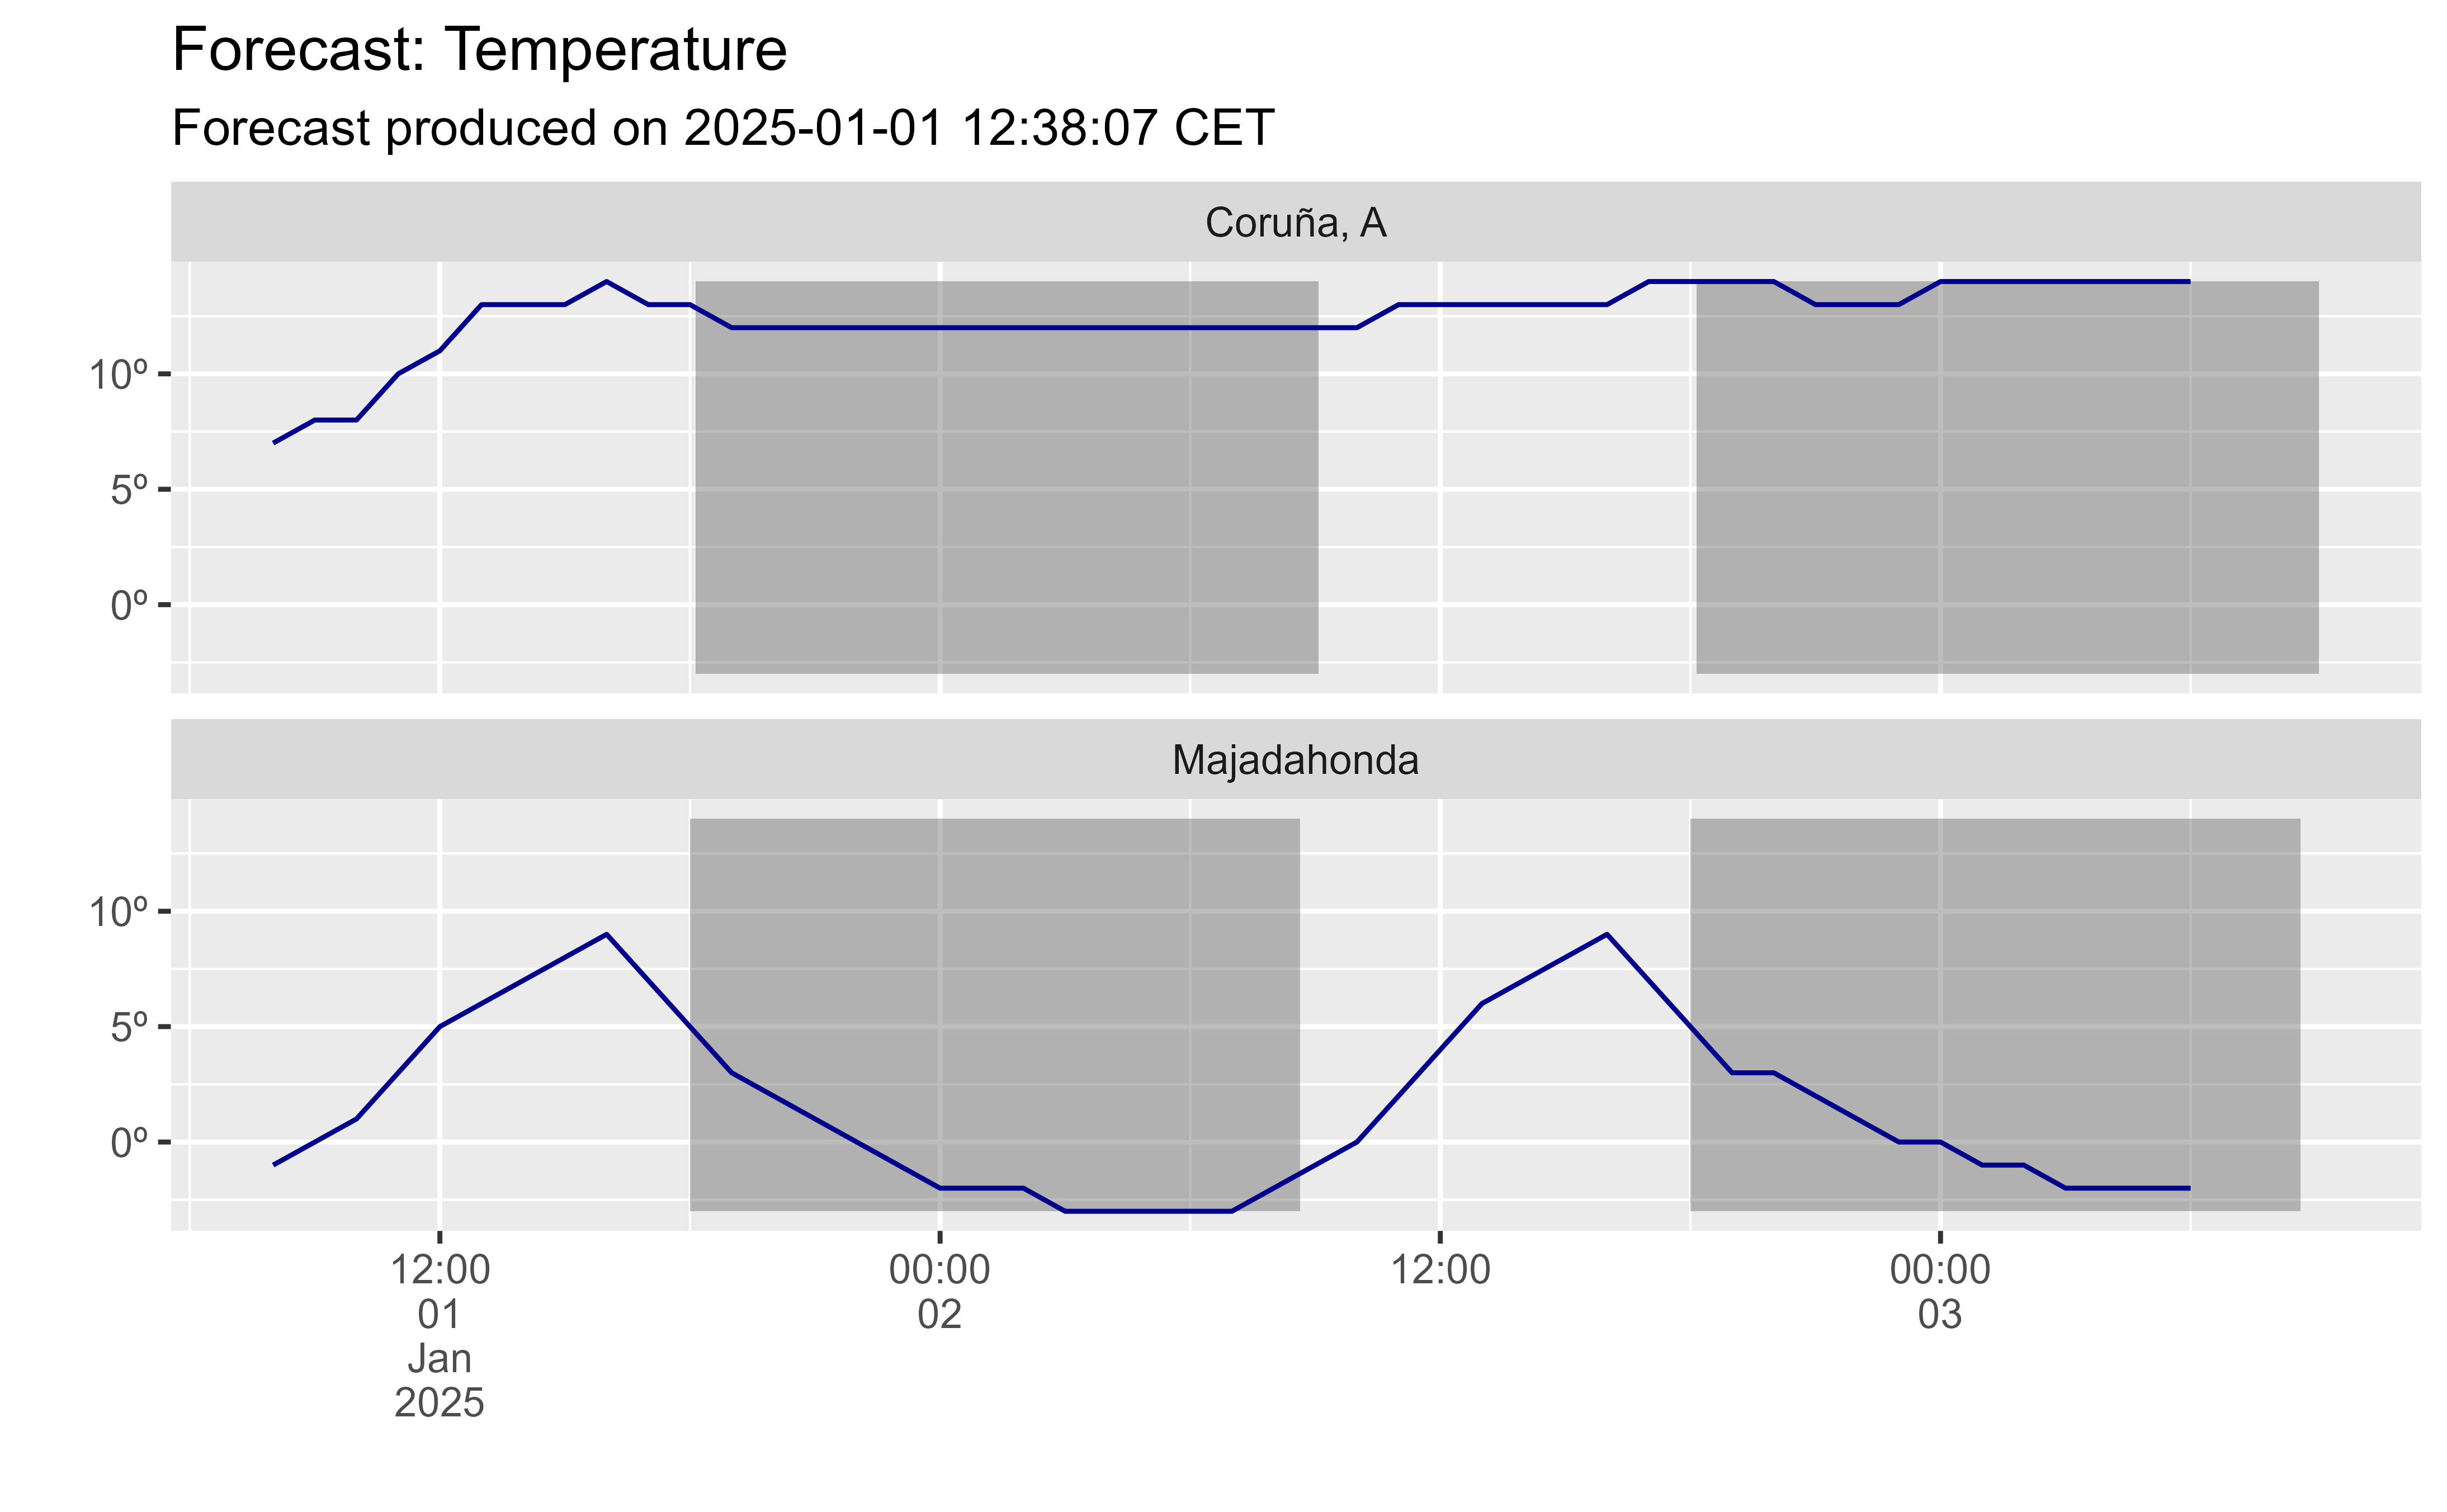 Forecast: Temperature
Forecast produced on 2025-01-01 12:38:07 CET
Coruña, A
10º
5º
0º
Majadahonda
10º
5º
0º
12:00 00:00 12:00 00:00
01 02 03
Jan
2025